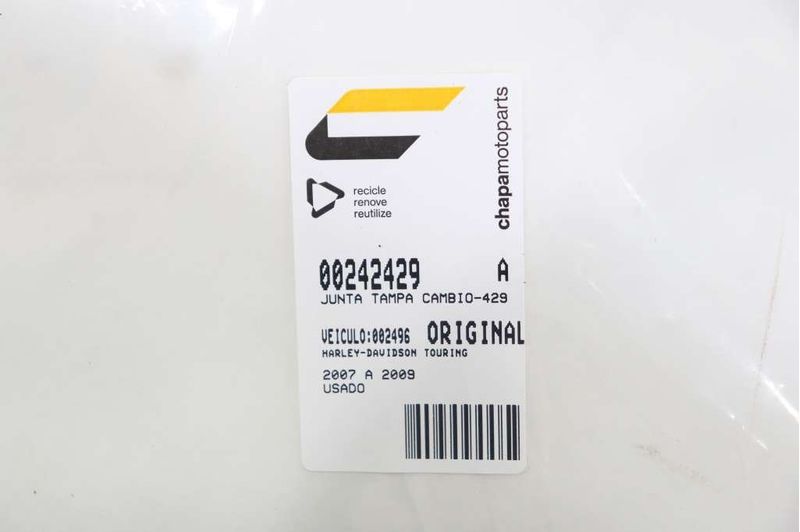 chapamotoparts
recicle
renove
reutilize
00242429 A
JUNTA TAMPA CAMBIO-429
VEICULO:002496 ORIGINAL
HARLEY-DAVIDSON TOURING
2007 A 2009
USADO